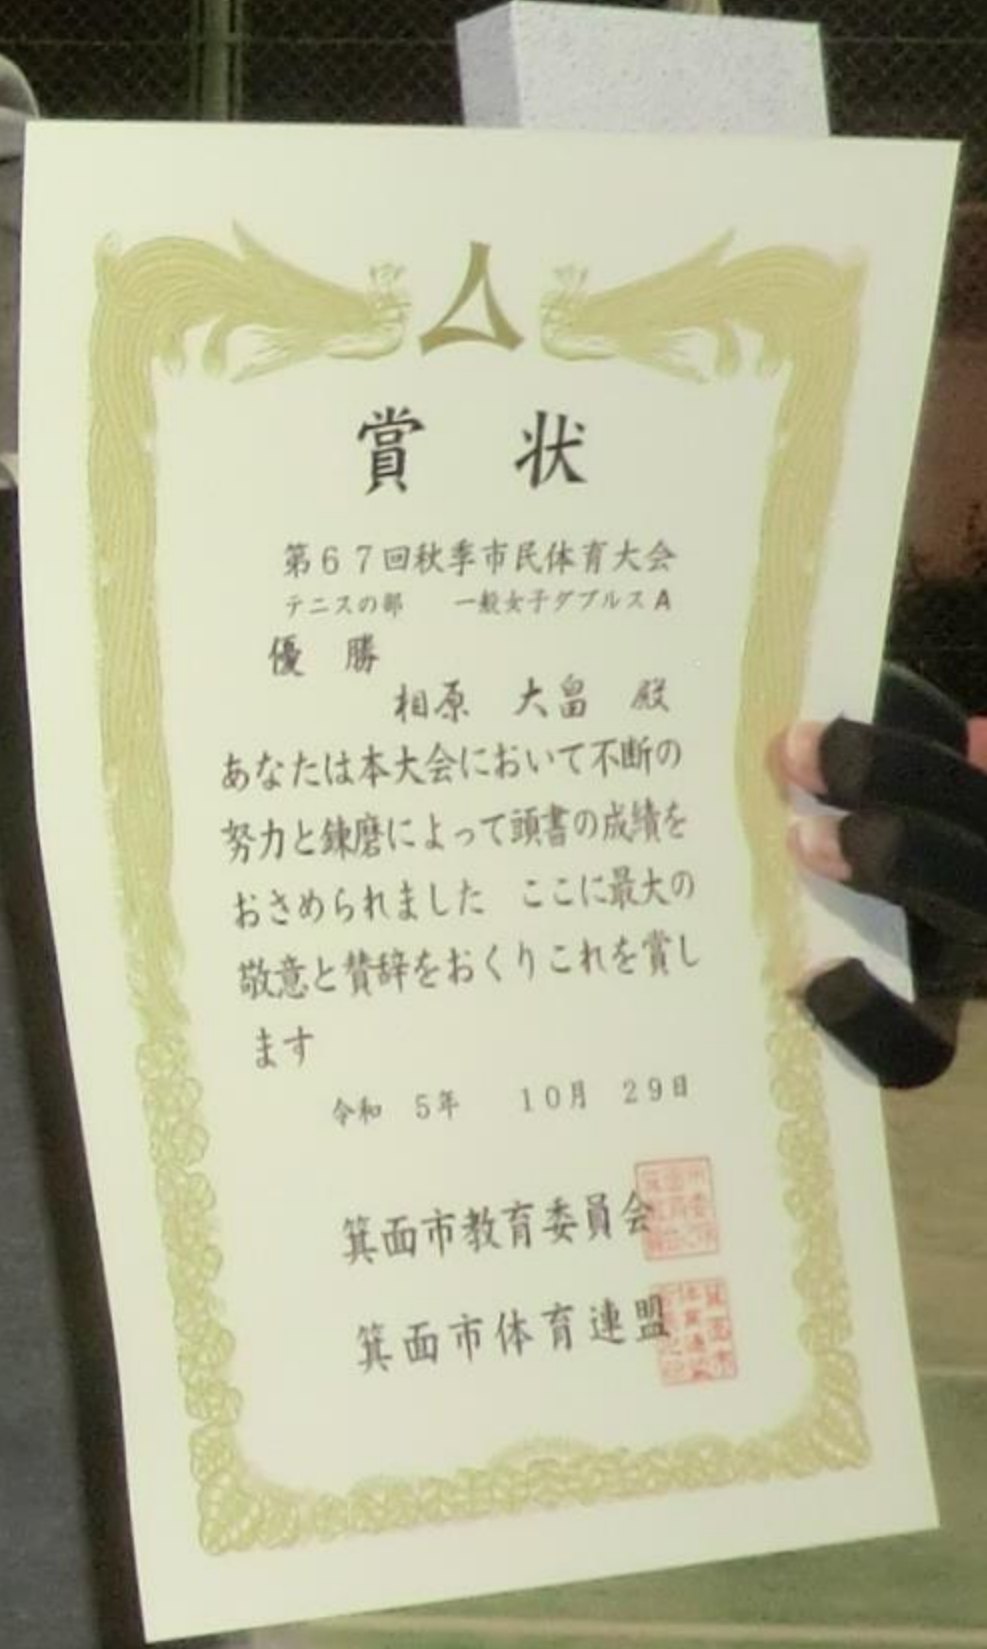 賞　状
第67回秋季市民体育大会
テニスの部　一般女子ダブルスA
優　勝
相原　大畠　殿
あなたは本大会において不断の
努力と錬磨によって頭書の成績を
おさめられました　ここに最大の
敬意と賛辞をおくりこれを賞し
ます
令和　5年　10月　29日
箕面市教育委員会
箕面市体育連盟